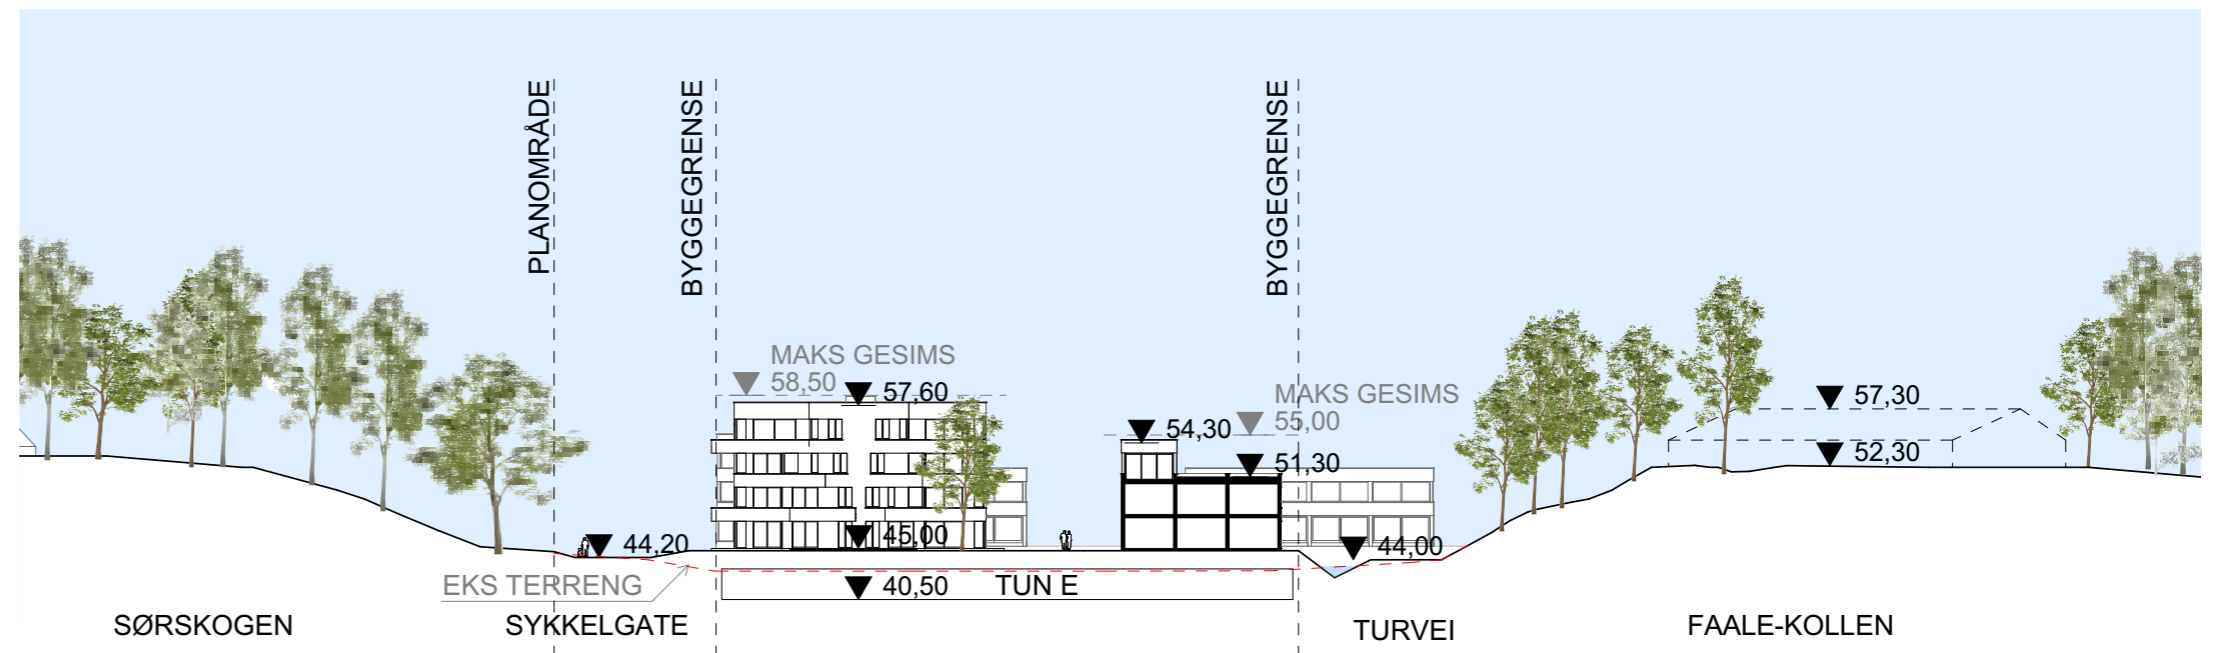 PLANOMRÅDE
BYGGEGRENSE
BYGGEGRENSE
MAKS GESIMS
58,50
57,60
MAKS GESIMS
55,00
54,30
51,30
57,30
52,30
45,00
44,20
44,00
EKS TERRENG
40,50
TUN E
SØRSKOGEN
SYKKELGATE
TURVEI
FAALE-KOLLEN